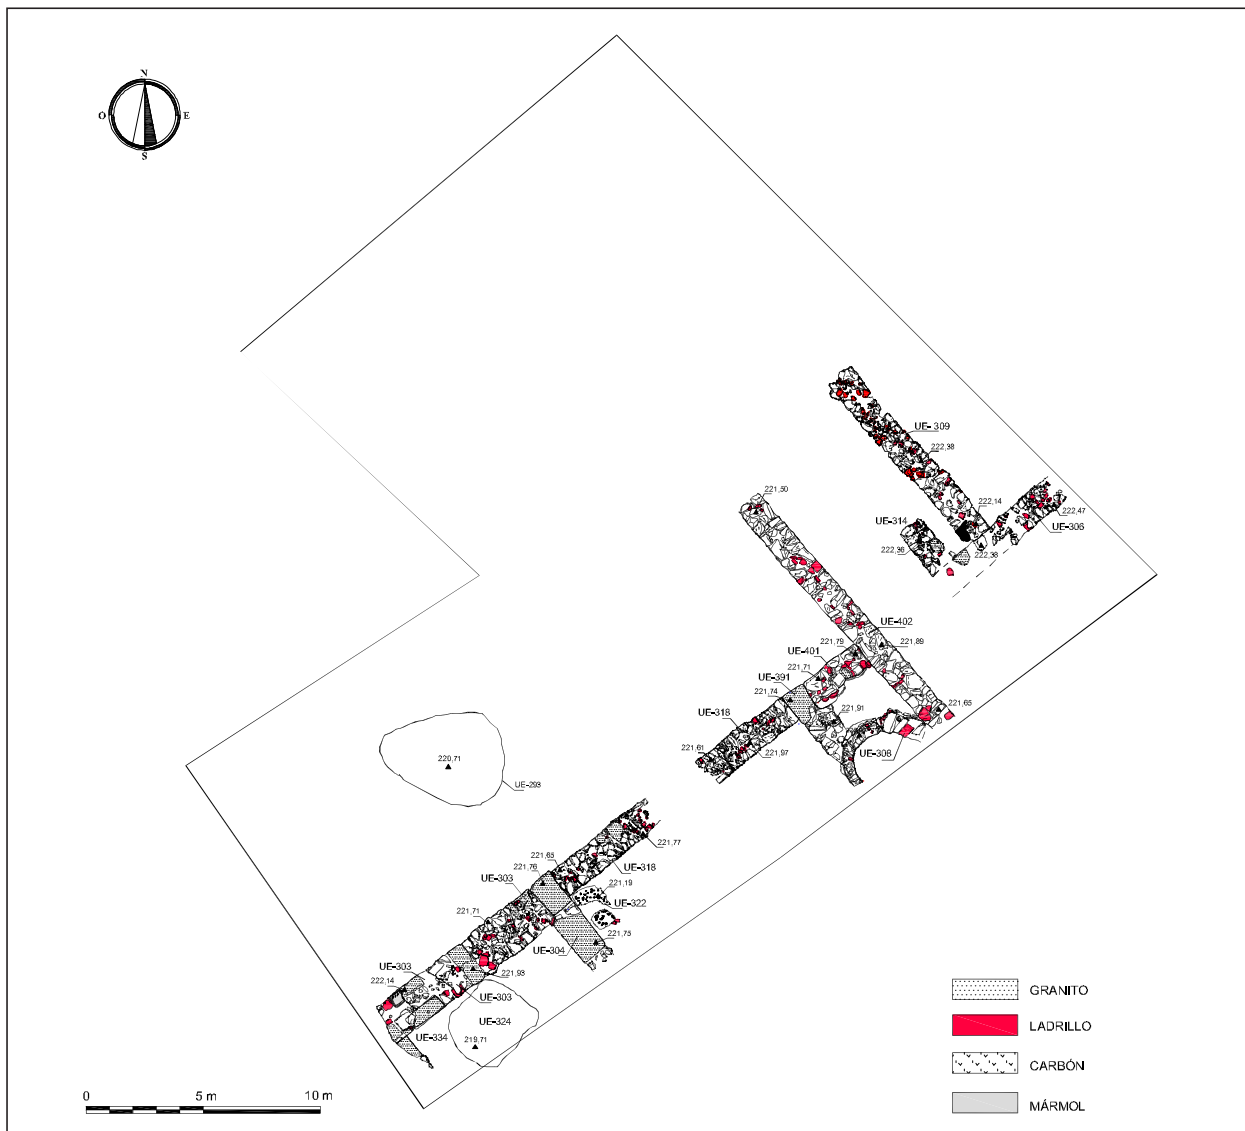 N
O E
S
UE- 309
222,38
221,50
222,14
UE-314
222,47
UE-306
222,36
222,38
UE-402
221,79
221,89
UE-401
221,71
UE-391
221,74
221,65
UE-318
221,91
UE-308
221,61
221,97
220,71
UE-293
221,77
221,65
221,76
UE-318
UE-303
221,19
UE-322
221,71
221,75
UE-304
UE-303
221,93
222,14
UE-303
UE-324
UE-334
219,71
GRANITO
LADRILLO
CARBÓN
MÁRMOL
0 5 m 10 m